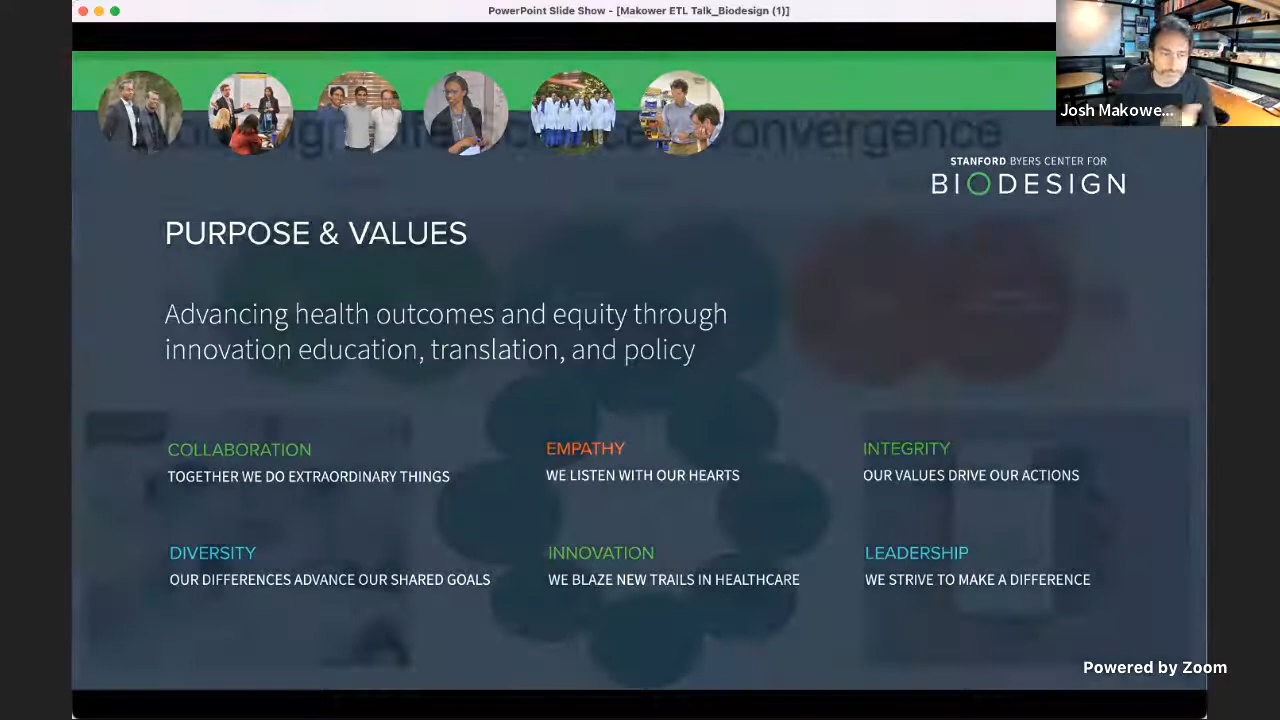 PowerPoint Slide Show - [Makower ETL Talk_Biodesign (1)]
Josh Makowe...
STANFORD BYERS CENTER FOR
BIODESIGN
PURPOSE & VALUES
Advancing health outcomes and equity through
innovation education, translation, and policy
COLLABORATION
TOGETHER WE DO EXTRAORDINARY THINGS
EMPATHY
WE LISTEN WITH OUR HEARTS
INTEGRITY
OUR VALUES DRIVE OUR ACTIONS
DIVERSITY
OUR DIFFERENCES ADVANCE OUR SHARED GOALS
INNOVATION
WE BLAZE NEW TRAILS IN HEALTHCARE
LEADERSHIP
WE STRIVE TO MAKE A DIFFERENCE
Powered by Zoom